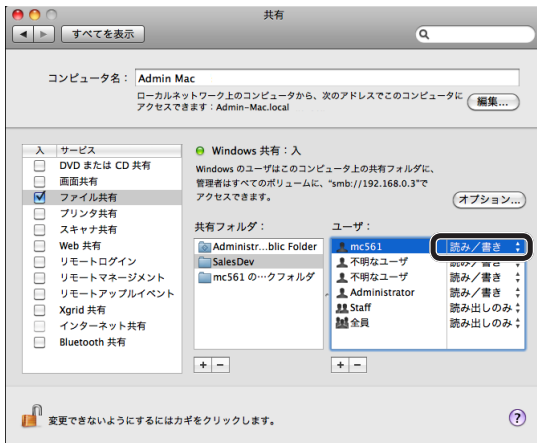 共有
すべてを表示
コンピュータ名：
Admin Mac
ローカルネットワーク上のコンピュータから、次のアドレスでこのコンピュータに
アクセスできます：Admin-Mac.local
編集...
入 サービス
DVD または CD 共有
画面共有
ファイル共有
プリンタ共有
スキャナ共有
Web 共有
リモートログイン
リモートマネージメント
リモートアップルイベント
Xgrid 共有
インターネット共有
Bluetooth 共有
Windows 共有：入
Windows のユーザはこのコンピュータ上の共有フォルダに、
管理者はすべてのボリュームに、“smb://192.168.0.3”で
アクセスできます。
オプション...
共有フォルダ：
Administr...blic Folder
SalesDev
mc561 の…クフォルダ
ユーザ：
mc561 読み／書き
不明なユーザ 読み／書き
不明なユーザ 読み／書き
Administrator 読み／書き
Staff 読み出しのみ
全員 読み出しのみ
+ −
+ −
変更できないようにするにはカギをクリックします。
?